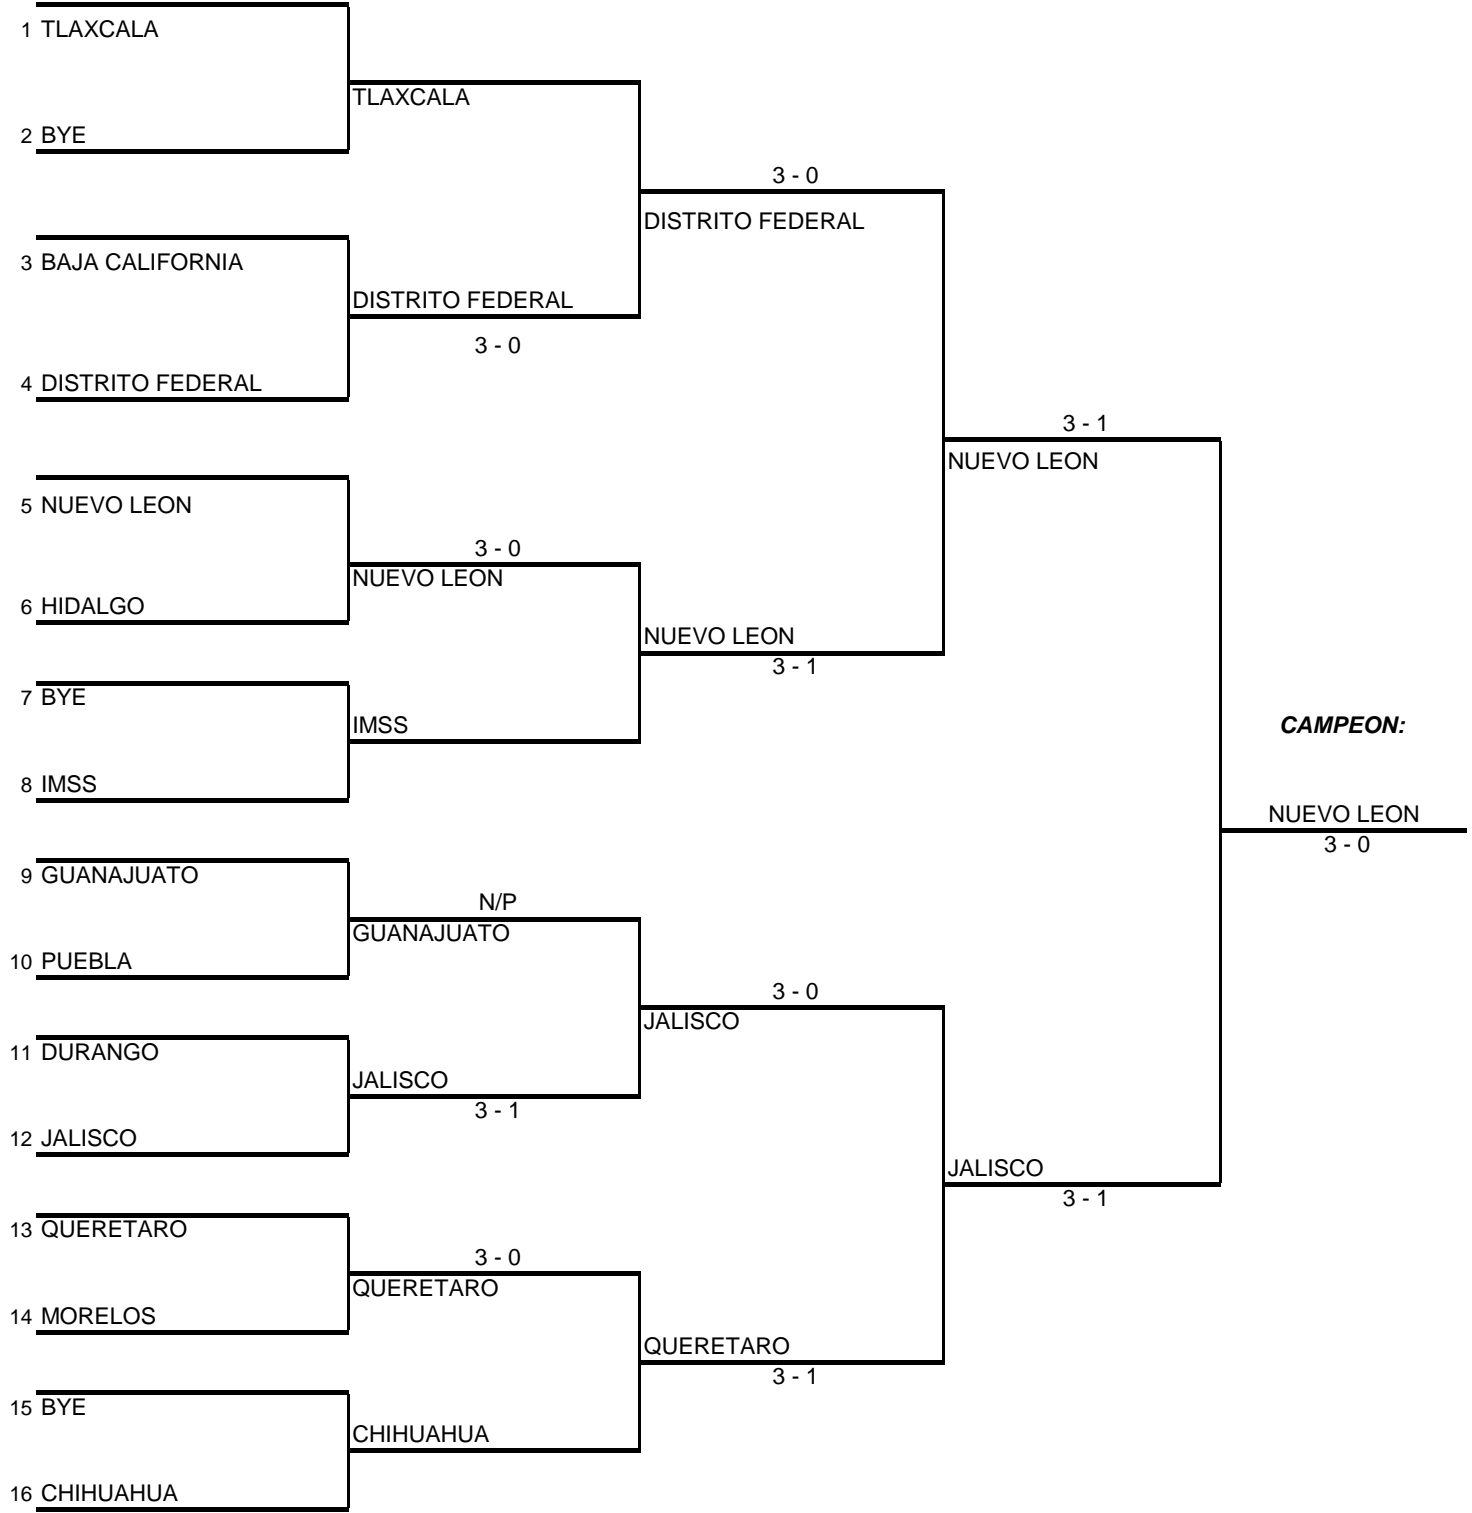 1 TLAXCALA
TLAXCALA
2 BYE
3 - 0
DISTRITO FEDERAL
3 BAJA CALIFORNIA
DISTRITO FEDERAL
3 - 0
4 DISTRITO FEDERAL
3 - 1
NUEVO LEON
5 NUEVO LEON
3 - 0
NUEVO LEON
6 HIDALGO
NUEVO LEON
3 - 1
7 BYE
IMSS
CAMPEON:
8 IMSS
NUEVO LEON
3 - 0
9 GUANAJUATO
N/P
GUANAJUATO
10 PUEBLA
3 - 0
JALISCO
11 DURANGO
JALISCO
3 - 1
12 JALISCO
JALISCO
3 - 1
13 QUERETARO
3 - 0
QUERETARO
14 MORELOS
QUERETARO
3 - 1
15 BYE
CHIHUAHUA
16 CHIHUAHUA